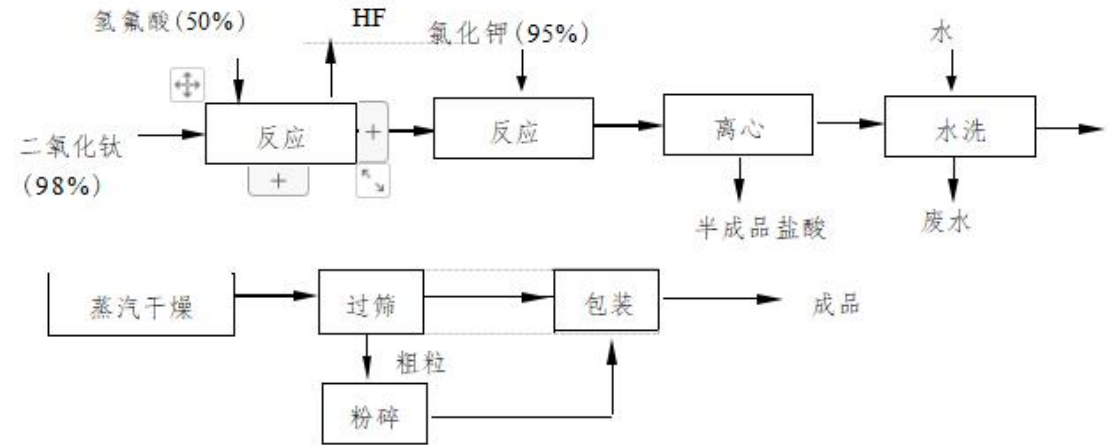 氢氟酸(50%)
HF
氯化钾(95%)
水
二氧化钛
(98%)
反应
反应
离心
水洗
半成品盐酸
废水
蒸汽干燥
过筛
包装
成品
粗粒
粉碎